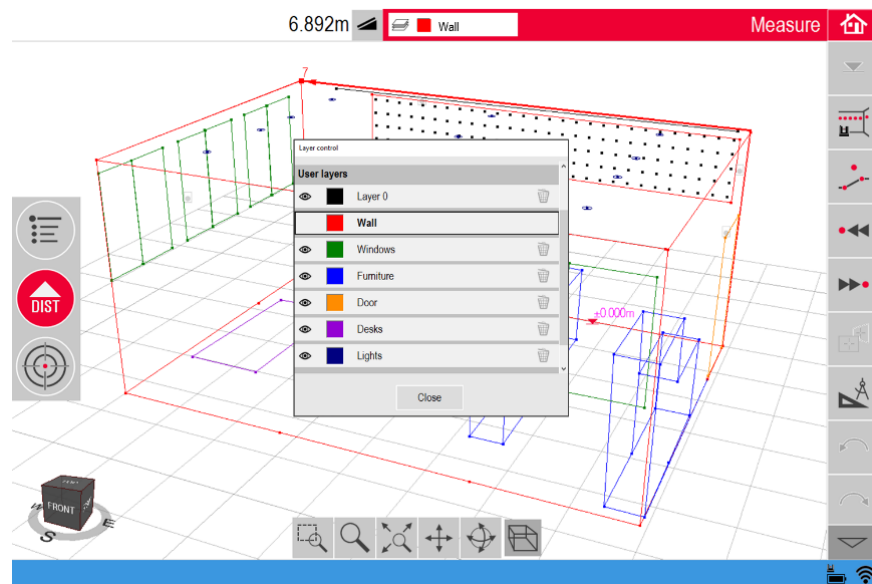 6.892m
Wall
Measure
7
Layer control
User layers
Layer 0
Wall
Windows
Furniture
Door
Desks
Lights
Close
±0.000m
DIST
FRONT
W
S
E